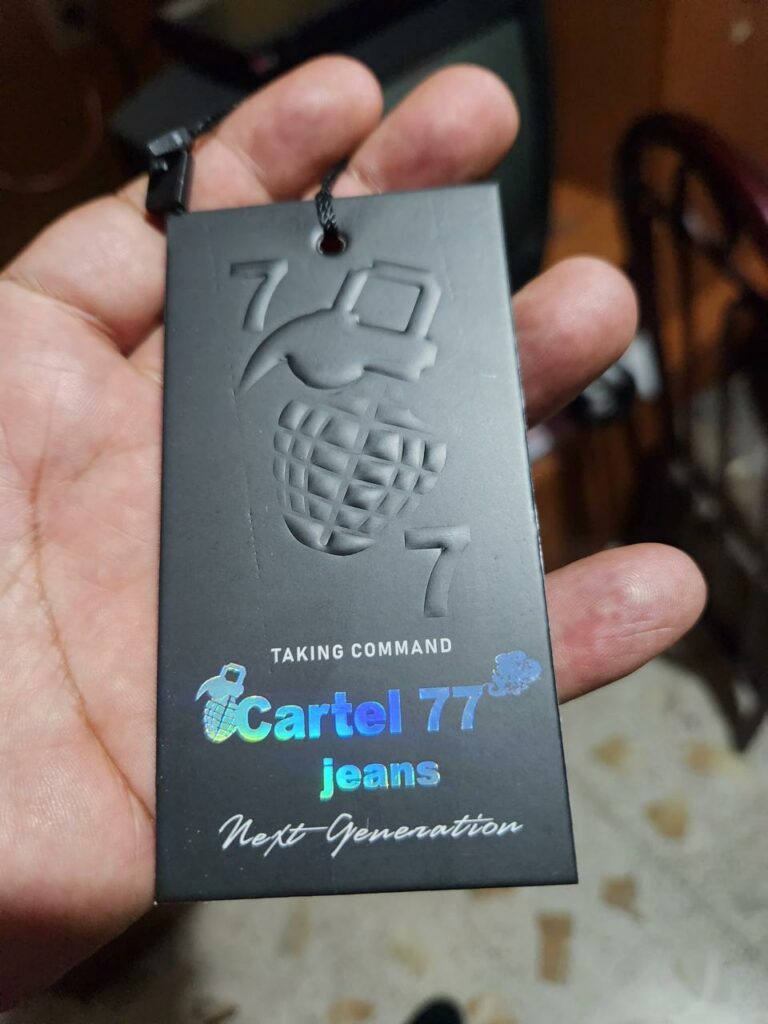 7
7
TAKING COMMAND
Cartel 77
jeans
Next Generation